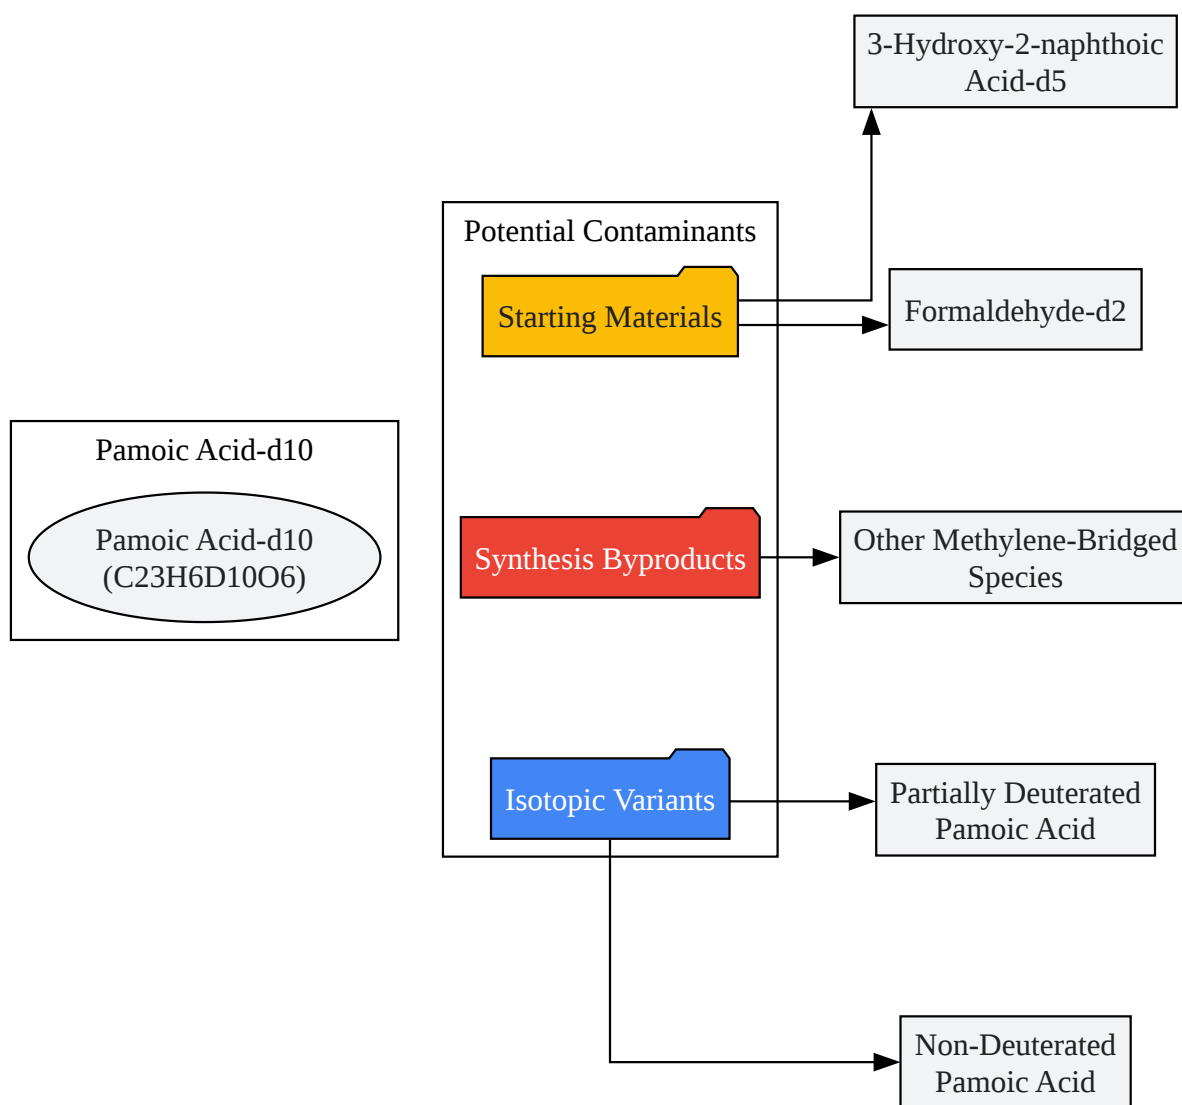 3-Hydroxy-2-naphthoic
Acid-d5
Potential Contaminants
Starting Materials
Formaldehyde-d2
Pamoic Acid-d10
Pamoic Acid-d10
(C23H6D10O6)
Synthesis Byproducts
Other Methylene-Bridged
Species
Isotopic Variants
Partially Deuterated
Pamoic Acid
Non-Deuterated
Pamoic Acid